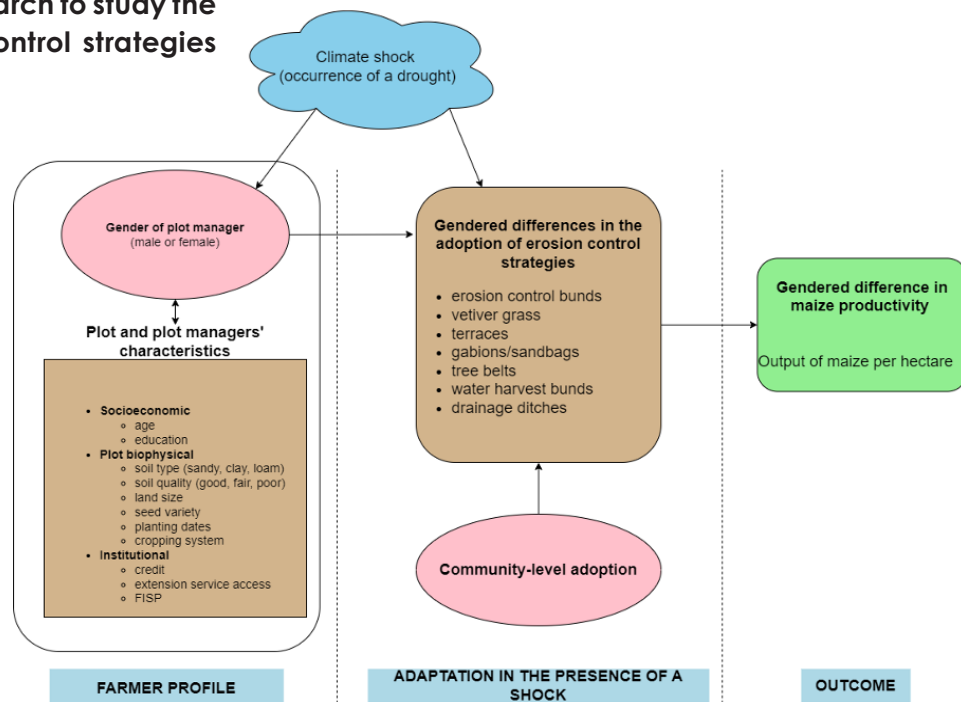 arch to study the
ontrol strategies
Climate shock
(occurrence of a drought)
Gender of plot manager
(male or female)
Plot and plot managers'
characteristics
• Socioeconomic
∘ age
∘ education
• Plot biophysical
∘ soil type (sandy, clay, loam)
∘ soil quality (good, fair, poor)
∘ land size
∘ seed variety
∘ planting dates
∘ cropping system
• Institutional
∘ credit
∘ extension service access
∘ FISP
Gendered differences in the
adoption of erosion control
strategies
• erosion control bunds
• vetiver grass
• terraces
• gabions/sandbags
• tree belts
• water harvest bunds
• drainage ditches
Community-level adoption
Gendered difference in
maize productivity
Output of maize per hectare
FARMER PROFILE
ADAPTATION IN THE PRESENCE OF A
SHOCK
OUTCOME